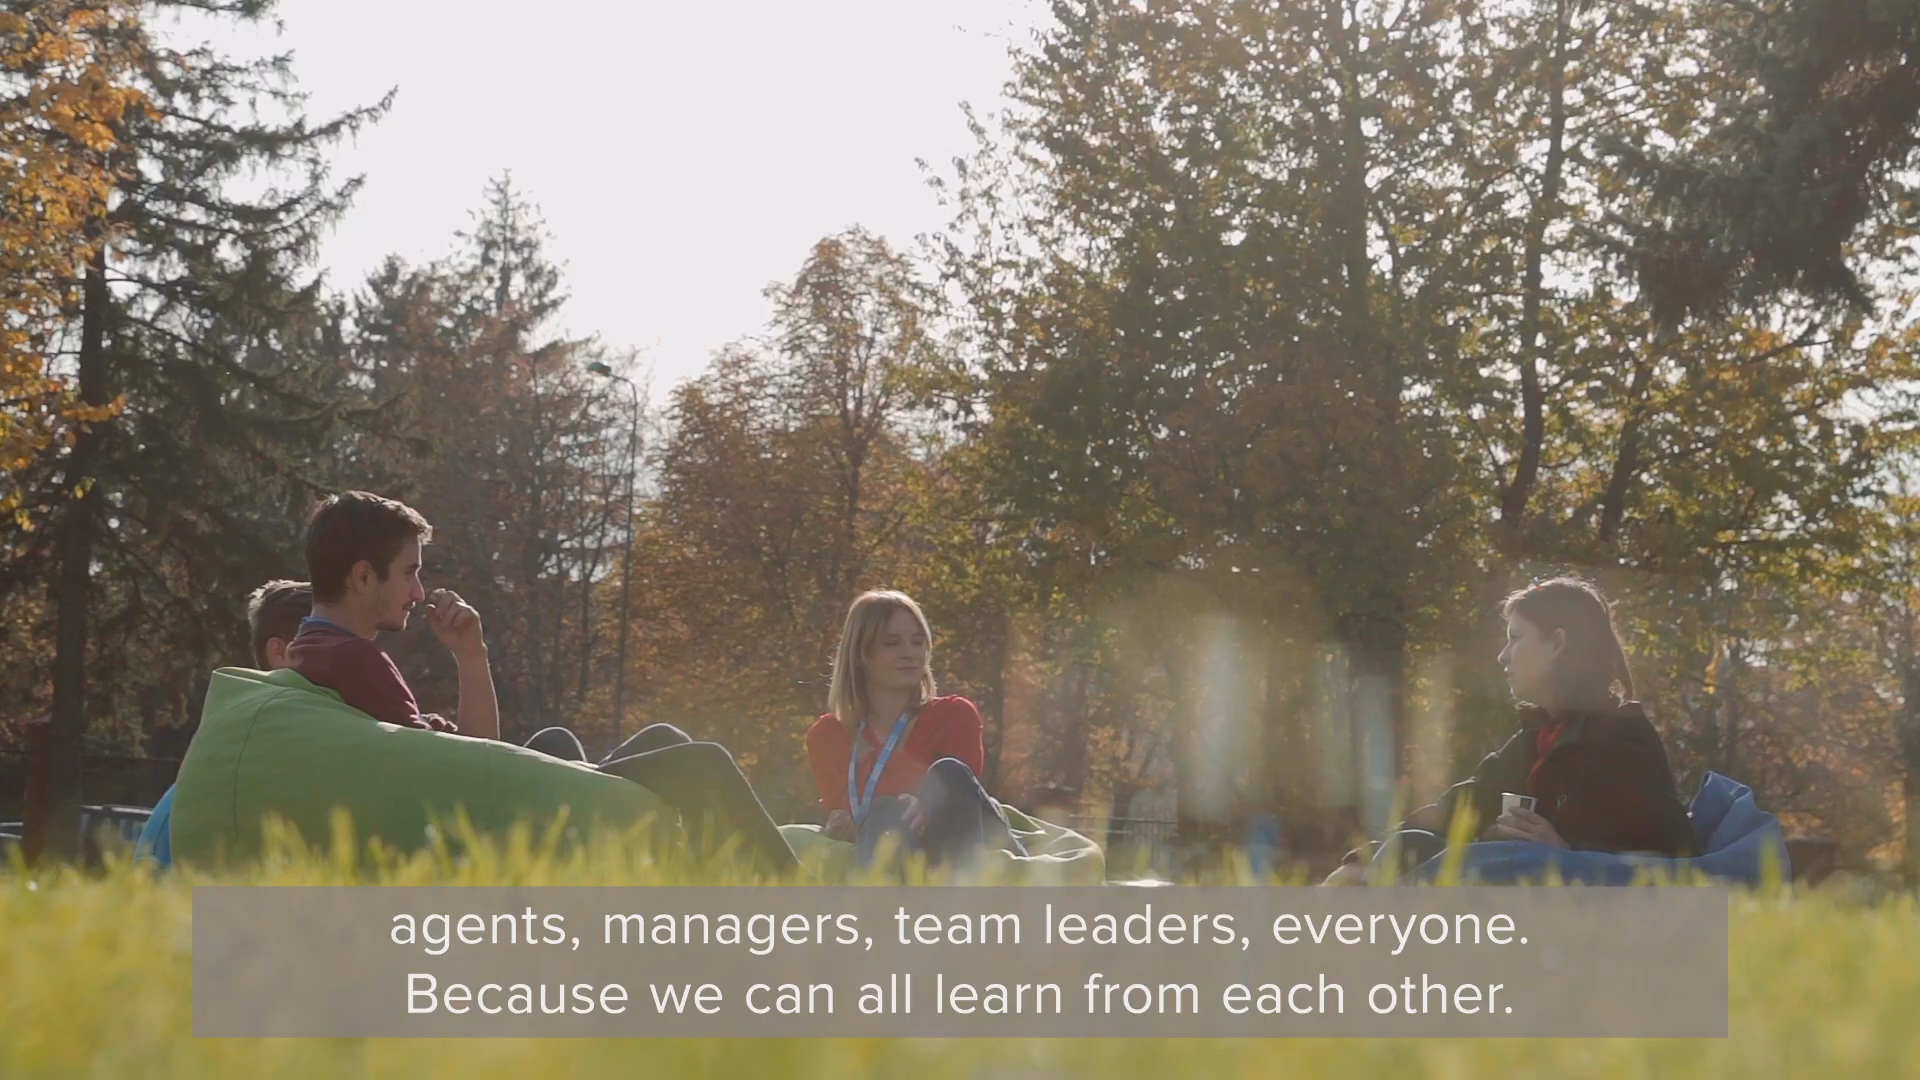 agents, managers, team leaders, everyone.
Because we can all learn from each other.